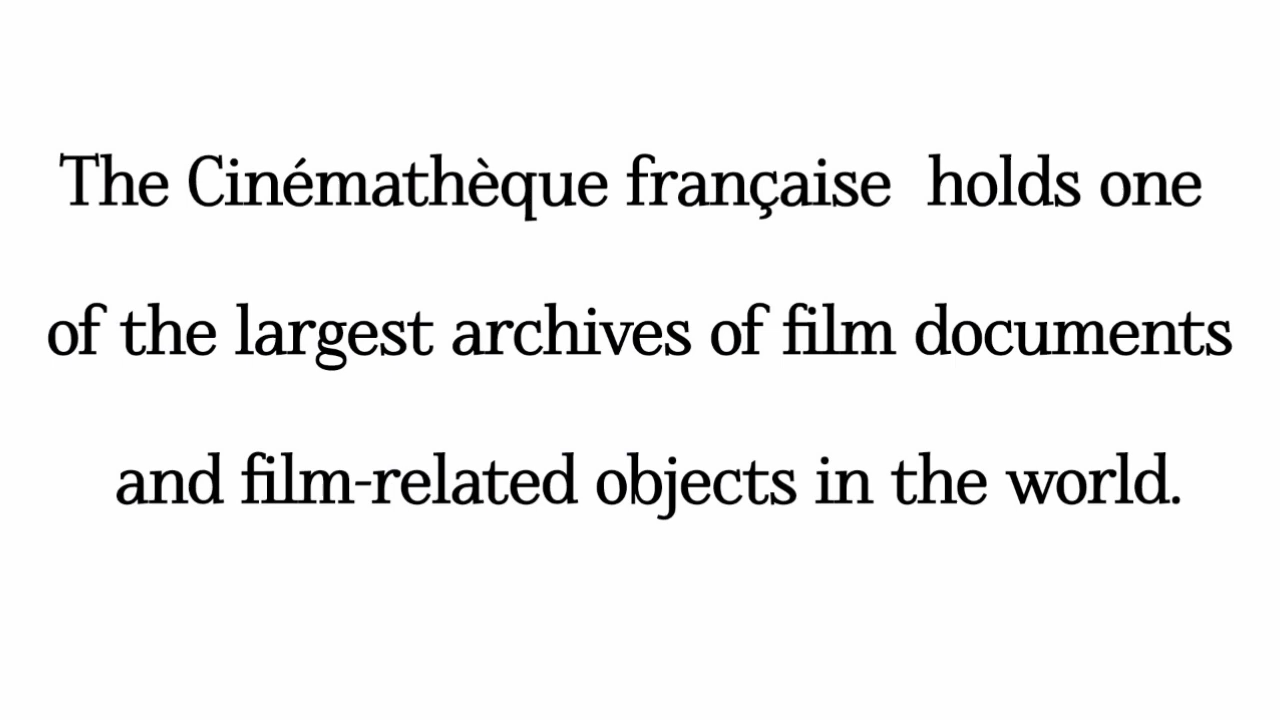 The Cinémathèque française  holds one
of the largest archives of film documents
and film-related objects in the world.